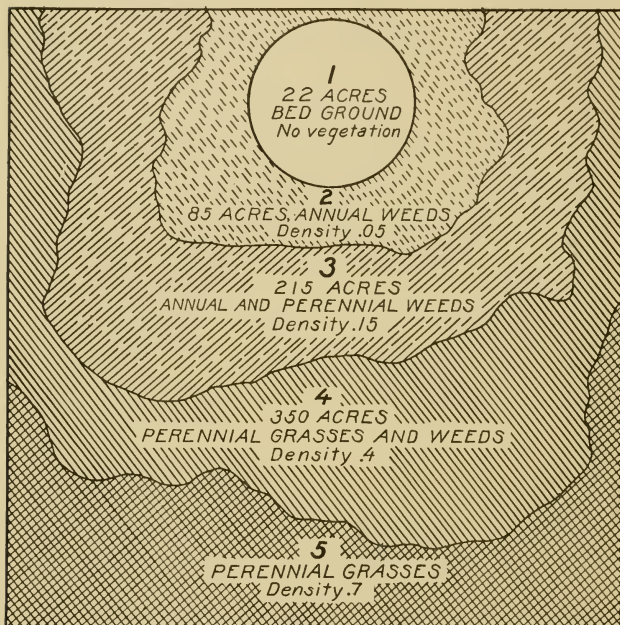 1
22 ACRES
BED GROUND
No vegetation
2
85 ACRES, ANNUAL WEEDS
Density .05
3
215 ACRES
ANNUAL AND PERENNIAL WEEDS
Density .15
4
350 ACRES
PERENNIAL GRASSES AND WEEDS
Density .4
5
PERENNIAL GRASSES
Density .7